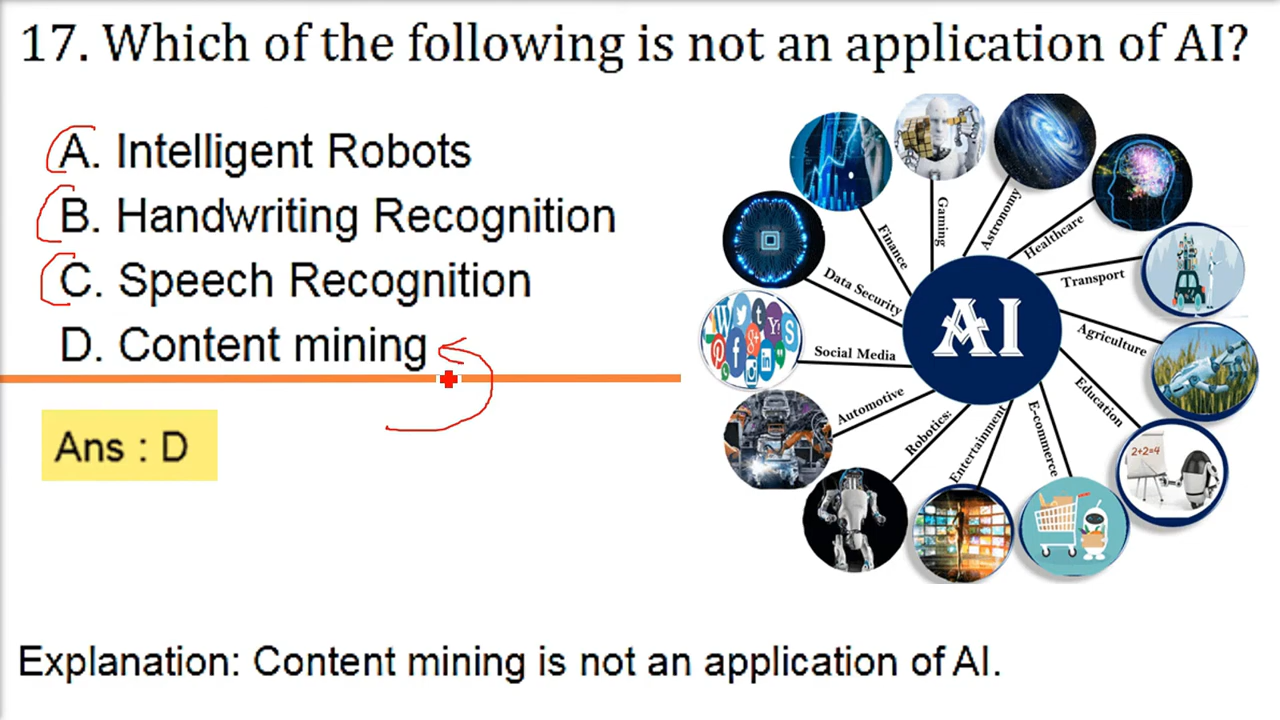 17. Which of the following is not an application of AI?
A. Intelligent Robots
B. Handwriting Recognition
C. Speech Recognition
D. Content mining
Ans : D
AI
Finance
Gaming
Astronomy
Healthcare
Transport
Agriculture
Education
E-commerce
Entertainment
Robotics:
Automotive
Social Media
Data Security
2+2=4
Explanation: Content mining is not an application of AI.